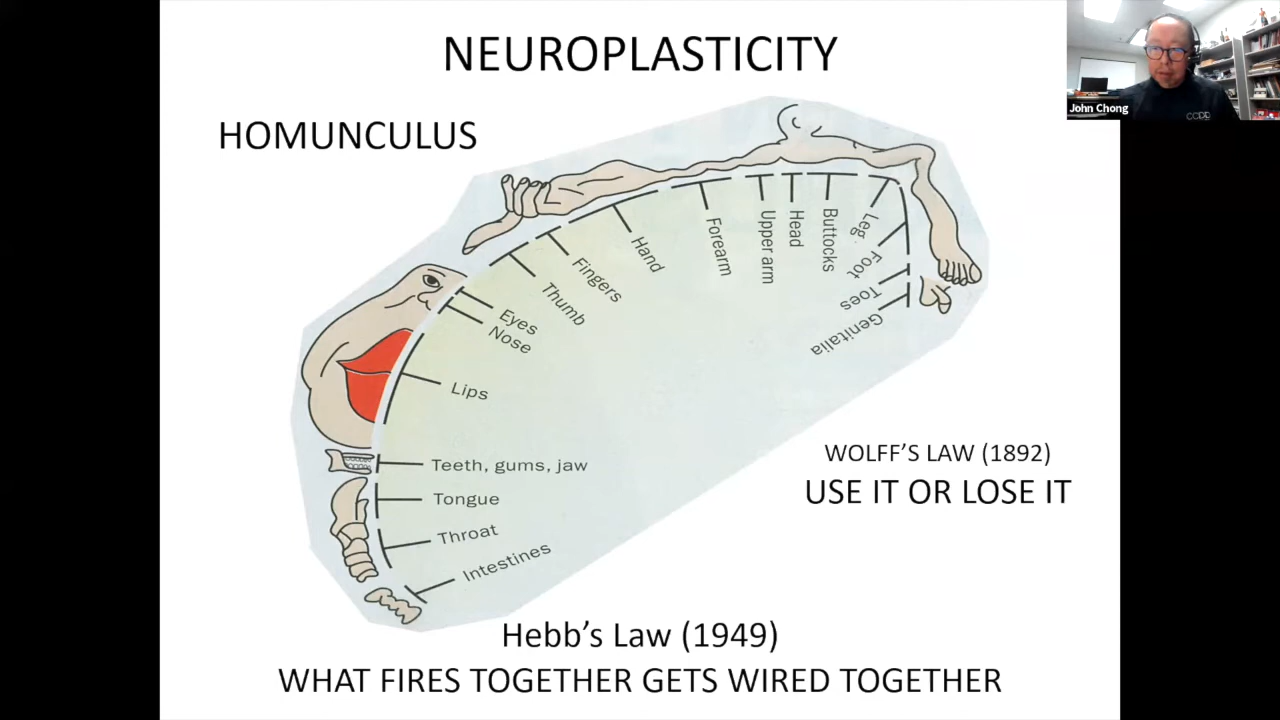 NEUROPLASTICITY
John Chong
HOMUNCULUS
Hand
Forearm
Upper arm
Head
Buttocks
Leg
Foot
Toes
Genitalia
Fingers
Thumb
Eyes
Nose
Lips
Teeth, gums, jaw
Tongue
Throat
Intestines
WOLFF'S LAW (1892)
USE IT OR LOSE IT
Hebb's Law (1949)
WHAT FIRES TOGETHER GETS WIRED TOGETHER